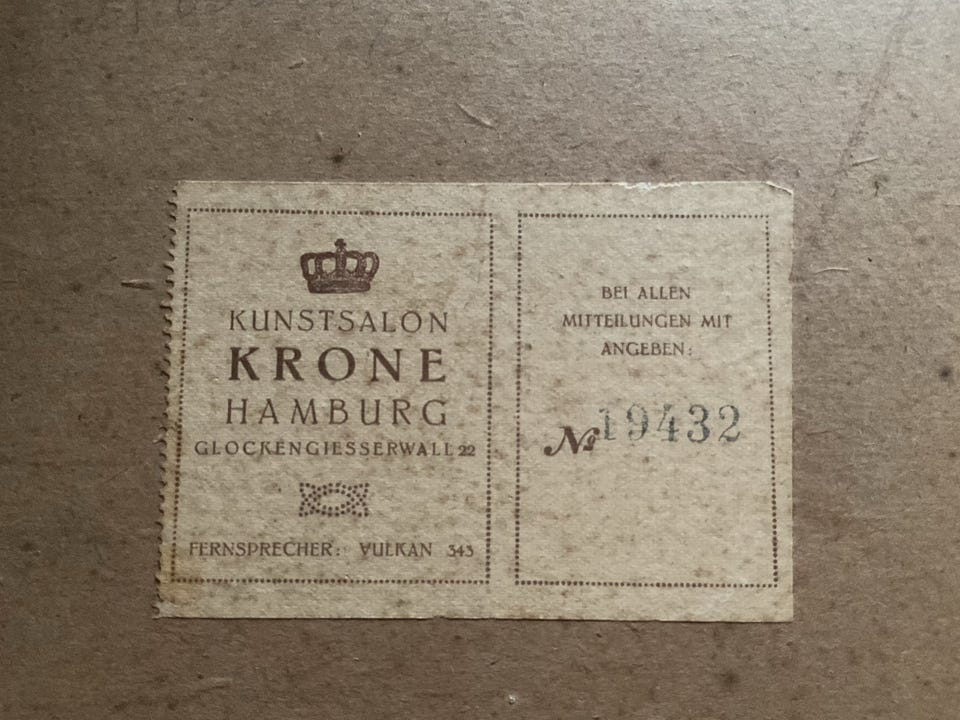 KUNSTSALON
KRONE
HAMBURG
GLOCKENGIESSERWALL 22
FERNSPRECHER: VULKAN 343
BEI ALLEN
MITTEILUNGEN MIT
ANGEBEN:
No 19432